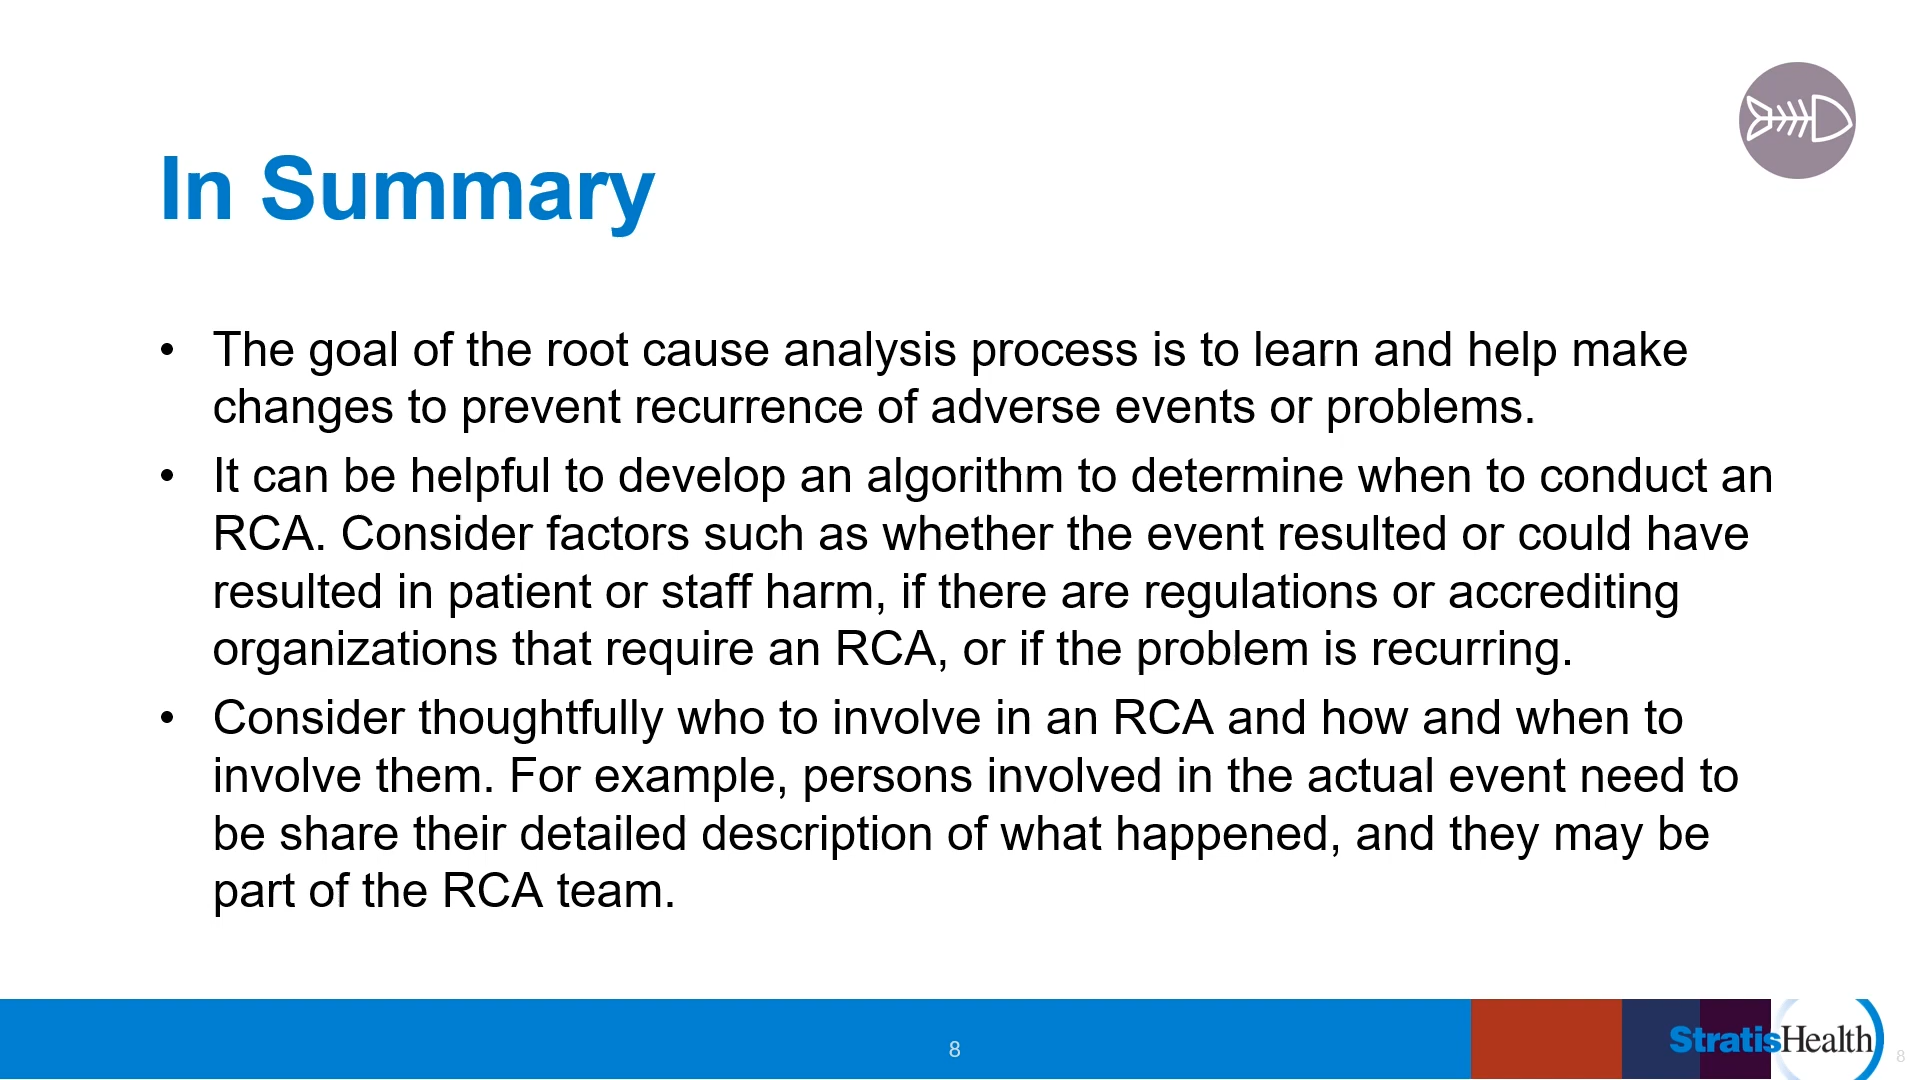 In Summary
• The goal of the root cause analysis process is to learn and help make
changes to prevent recurrence of adverse events or problems.
• It can be helpful to develop an algorithm to determine when to conduct an
RCA. Consider factors such as whether the event resulted or could have
resulted in patient or staff harm, if there are regulations or accrediting
organizations that require an RCA, or if the problem is recurring.
• Consider thoughtfully who to involve in an RCA and how and when to
involve them. For example, persons involved in the actual event need to
be share their detailed description of what happened, and they may be
part of the RCA team.
8
StratisHealth
8